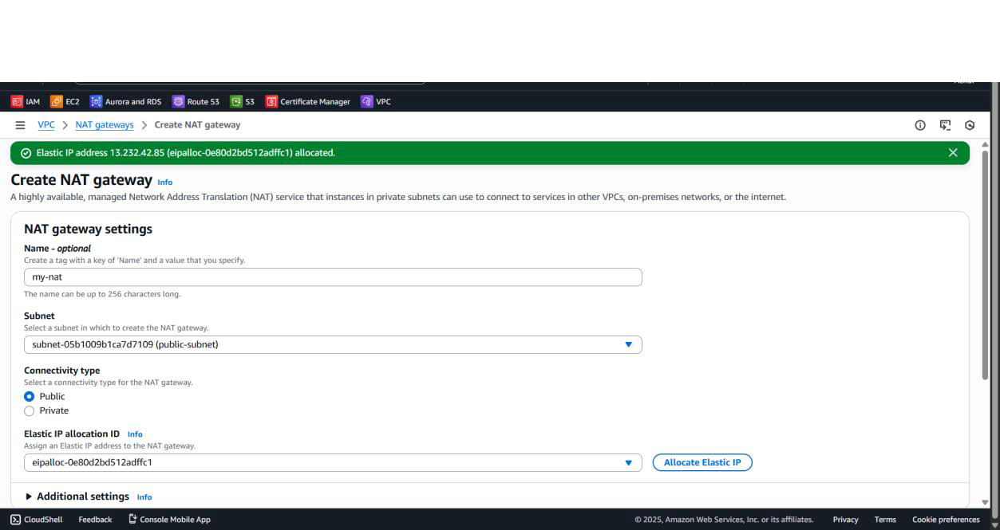 IAM EC2 Aurora and RDS Route 53 S3 Certificate Manager VPC
VPC > NAT gateways > Create NAT gateway
Elastic IP address 13.232.42.85 (eipalloc-0e80d2bd512adffc1) allocated.
Create NAT gateway Info
A highly available, managed Network Address Translation (NAT) service that instances in private subnets can use to connect to services in other VPCs, on-premises networks, or the internet.
NAT gateway settings
Name - optional
Create a tag with a key of 'Name' and a value that you specify.
my-nat
The name can be up to 256 characters long.
Subnet
Select a subnet in which to create the NAT gateway.
subnet-05b1009b1ca7d7109 (public-subnet)
Connectivity type
Select a connectivity type for the NAT gateway.
Public
Private
Elastic IP allocation ID Info
Assign an Elastic IP address to the NAT gateway.
eipalloc-0e80d2bd512adffc1 Allocate Elastic IP
Additional settings Info
CloudShell Feedback Console Mobile App © 2025, Amazon Web Services, Inc. or its affiliates. Privacy Terms Cookie preferences